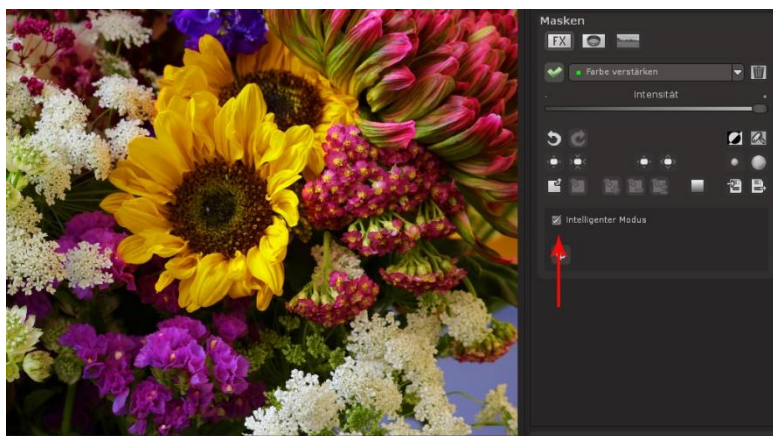 Masken
FX
Farbe verstärken
Intensität
Intelligenter Modus